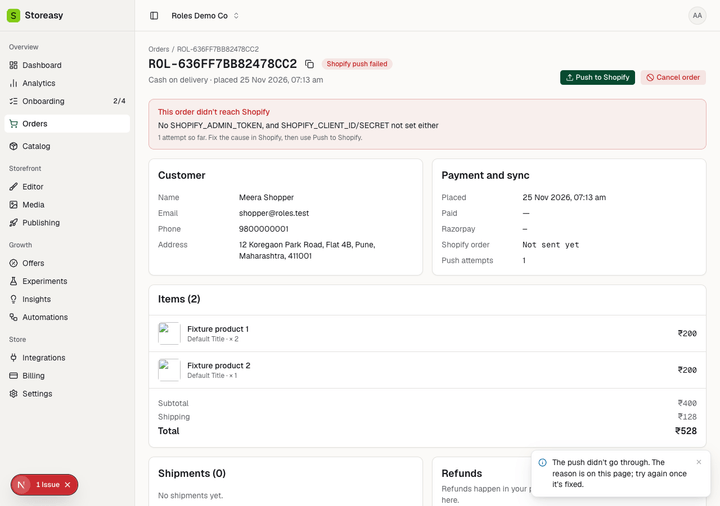 S Storeasy
Roles Demo Co
AA
Overview
Dashboard
Analytics
Onboarding 2/4
Orders
Catalog
Storefront
Editor
Media
Publishing
Growth
Offers
Experiments
Insights
Automations
Store
Integrations
Billing
Settings
N 1 Issue
Orders / ROL-636FF7BB82478CC2
ROL-636FF7BB82478CC2 Shopify push failed
Cash on delivery · placed 25 Nov 2026, 07:13 am
Push to Shopify Cancel order
This order didn't reach Shopify
No SHOPIFY_ADMIN_TOKEN, and SHOPIFY_CLIENT_ID/SECRET not set either
1 attempt so far. Fix the cause in Shopify, then use Push to Shopify.
Customer
Name Meera Shopper
Email shopper@roles.test
Phone 9800000001
Address 12 Koregaon Park Road, Flat 4B, Pune,
Maharashtra, 411001
Payment and sync
Placed 25 Nov 2026, 07:13 am
Paid —
Razorpay –
Shopify order Not sent yet
Push attempts 1
Items (2)
Fixture product 1
Default Title · × 2
₹200
Fixture product 2
Default Title · × 1
₹200
Subtotal ₹400
Shipping ₹128
Total ₹528
Shipments (0)
No shipments yet.
Refunds
Refunds happen in your
here.
The push didn't go through. The
reason is on this page; try again once
it's fixed.